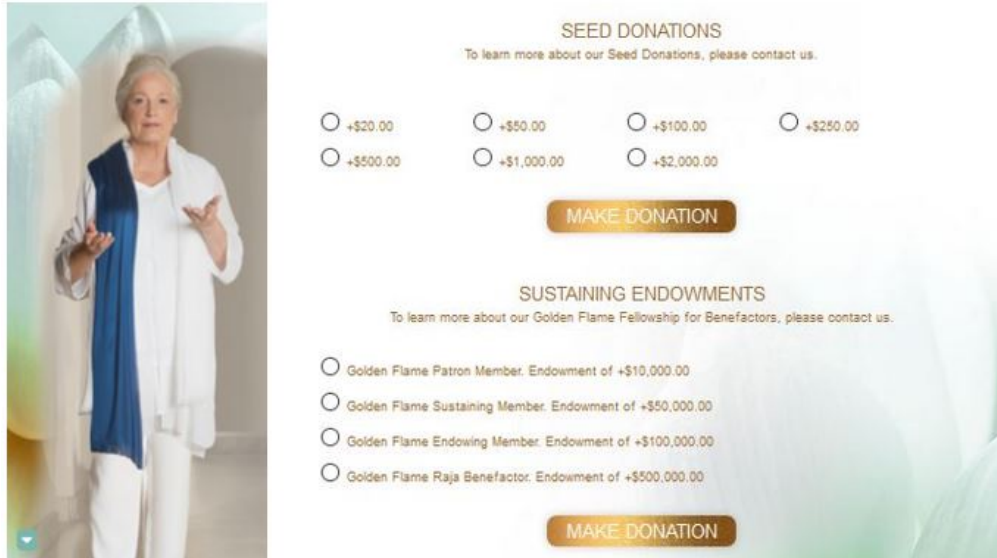 SEED DONATIONS
To learn more about our Seed Donations, please contact us.
+$20.00 +$50.00 +$100.00 +$250.00
+$500.00 +$1,000.00 +$2,000.00
MAKE DONATION
SUSTAINING ENDOWMENTS
To learn more about our Golden Flame Fellowship for Benefactors, please contact us.
Golden Flame Patron Member. Endowment of +$10,000.00
Golden Flame Sustaining Member. Endowment of +$50,000.00
Golden Flame Endowing Member. Endowment of +$100,000.00
Golden Flame Raja Benefactor. Endowment of +$500,000.00
MAKE DONATION